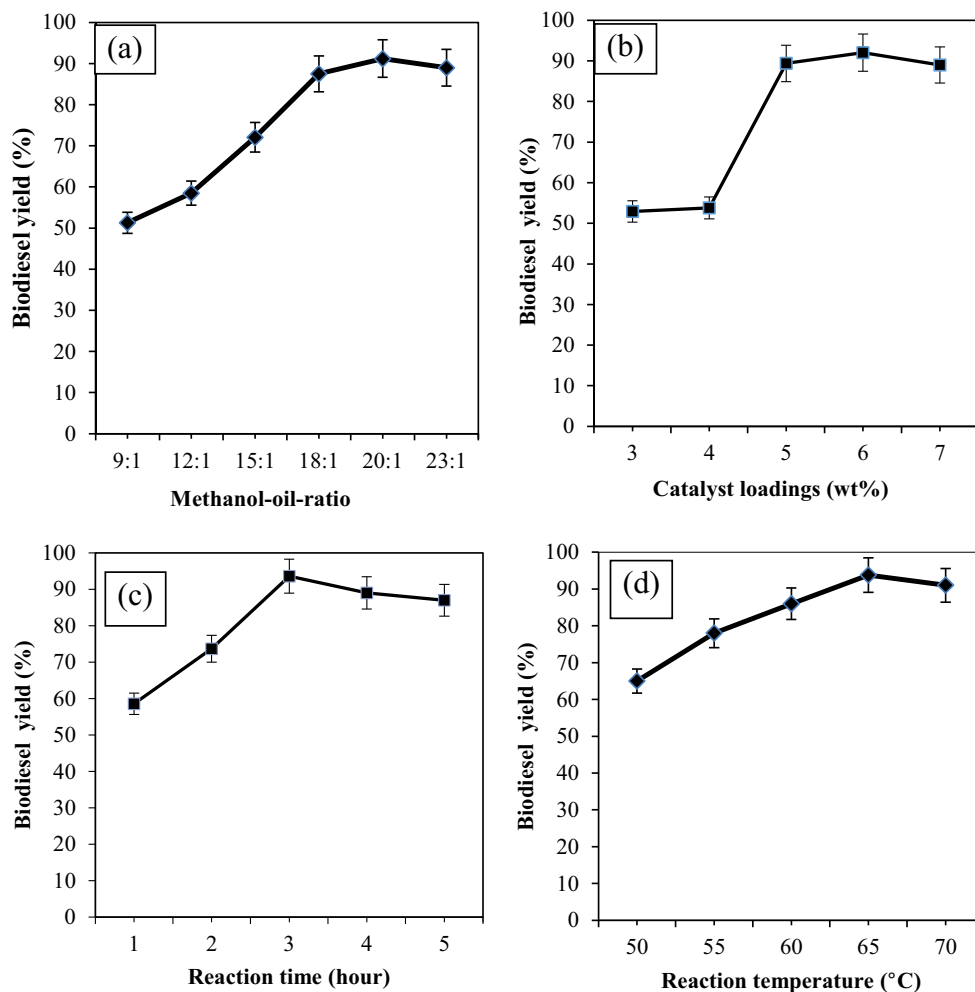 (a)
Biodiesel yield (%)
100
90
80
70
60
50
40
30
20
10
0
9:1 12:1 15:1 18:1 20:1 23:1
Methanol-oil-ratio
(b)
Biodiesel yield (%)
100
90
80
70
60
50
40
30
20
10
0
3 4 5 6 7
Catalyst loadings (wt%)
(c)
Biodiesel yield (%)
100
90
80
70
60
50
40
30
20
10
0
1 2 3 4 5
Reaction time (hour)
(d)
Biodiesel yield (%)
100
90
80
70
60
50
40
30
20
10
0
50 55 60 65 70
Reaction temperature (°C)